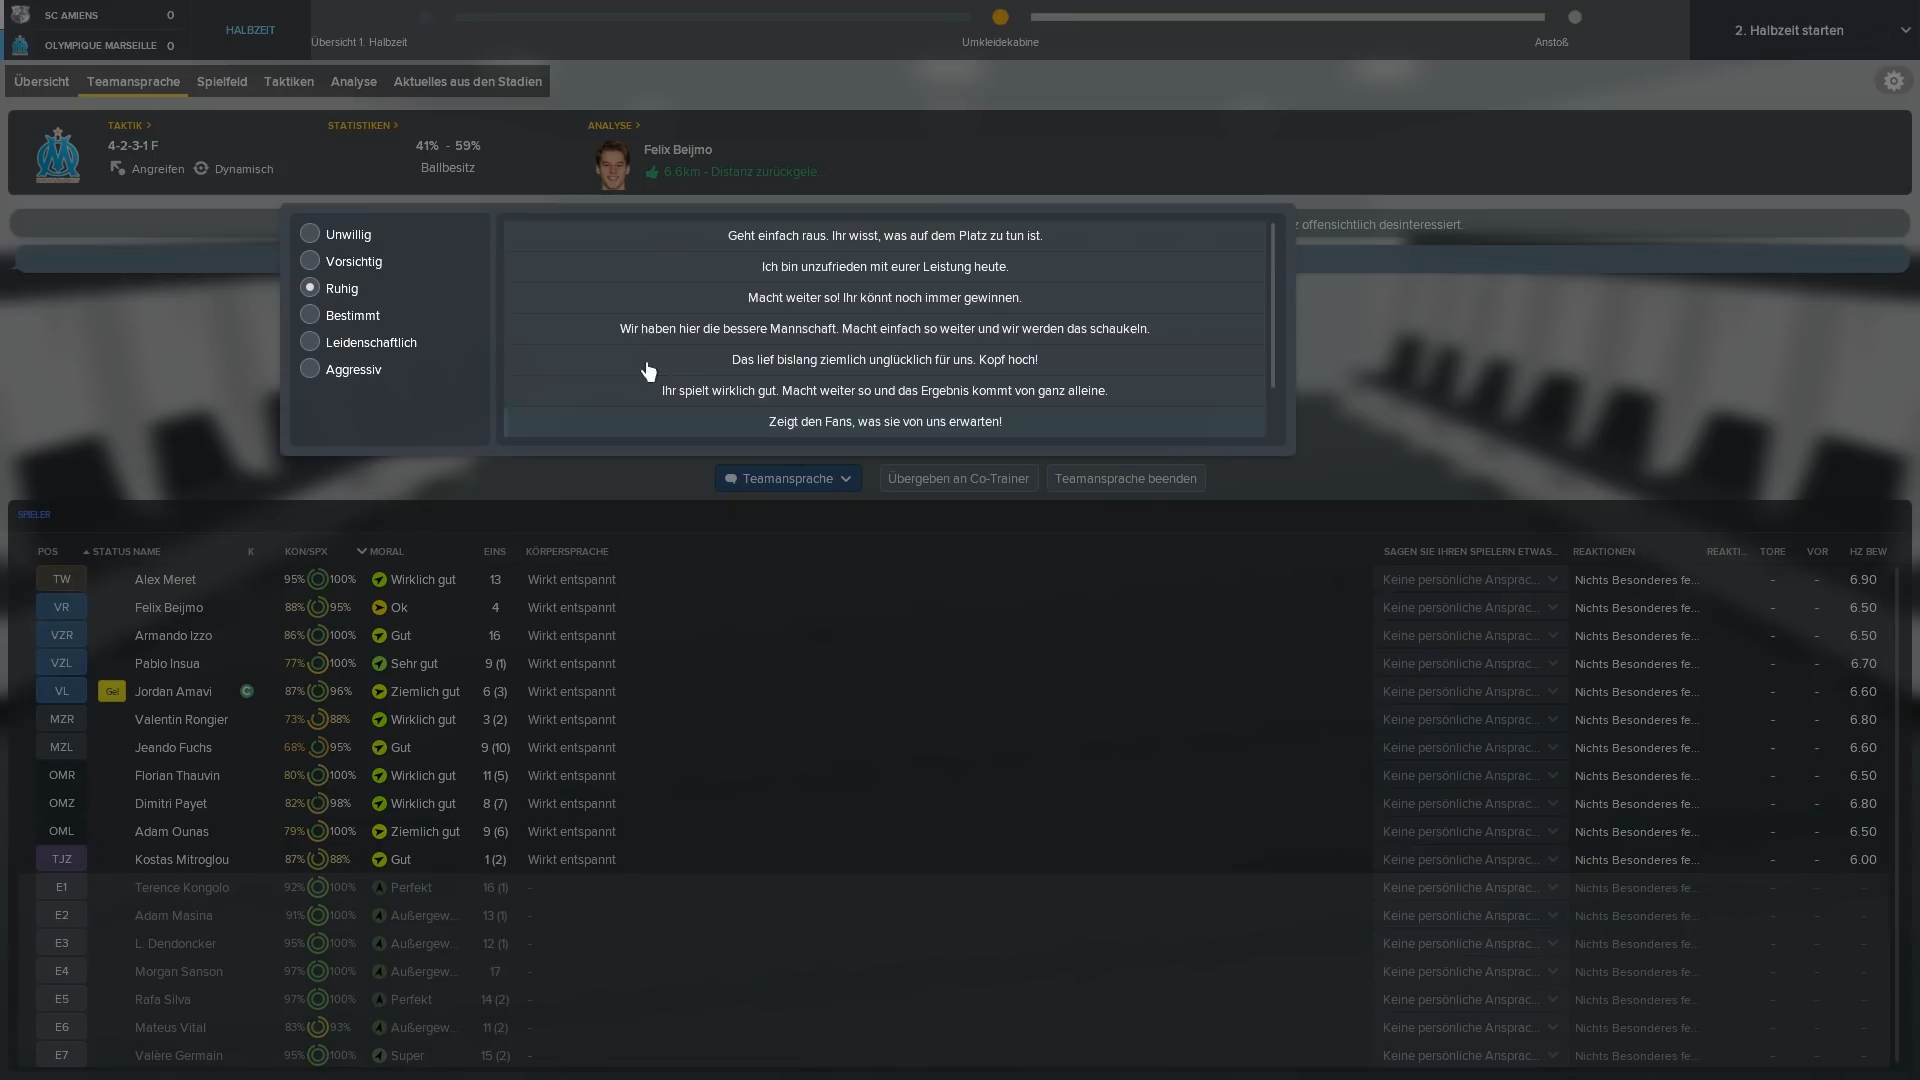 SC AMIENS 0
OLYMPIQUE MARSEILLE 0
HALBZEIT
Übersicht 1. Halbzeit
Umkleidekabine
Anstoß
2. Halbzeit starten
Übersicht Teamansprache Spielfeld Taktiken Analyse Aktuelles aus den Stadien
TAKTIK >
4-2-3-1 F
Angreifen Dynamisch
STATISTIKEN >
41% - 59%
Ballbesitz
ANALYSE >
Felix Beijmo
6.6km - Distanz zurückgele...
z offensichtlich desinteressiert.
Unwillig
Vorsichtig
Ruhig
Bestimmt
Leidenschaftlich
Aggressiv
Geht einfach raus. Ihr wisst, was auf dem Platz zu tun ist.
Ich bin unzufrieden mit eurer Leistung heute.
Macht weiter so! Ihr könnt noch immer gewinnen.
Wir haben hier die bessere Mannschaft. Macht einfach so weiter und wir werden das schaukeln.
Das lief bislang ziemlich unglücklich für uns. Kopf hoch!
Ihr spielt wirklich gut. Macht weiter so und das Ergebnis kommt von ganz alleine.
Zeigt den Fans, was sie von uns erwarten!
Teamansprache Übergeben an Co-Trainer Teamansprache beenden
SPIELER
POS STATUS NAME K KON/SPX MORAL EINS KÖRPERSPRACHE SAGEN SIE IHREN SPIELERN ETWAS... REAKTIONEN REAKTI... TORE VOR HZ BEW
TW Alex Meret 95% 100% Wirklich gut 13 Wirkt entspannt Keine persönliche Ansprac... Nichts Besonderes fe... - - 6.90
VR Felix Beijmo 88% 95% Ok 4 Wirkt entspannt Keine persönliche Ansprac... Nichts Besonderes fe... - - 6.50
VZR Armando Izzo 86% 100% Gut 16 Wirkt entspannt Keine persönliche Ansprac... Nichts Besonderes fe... - - 6.50
VZL Pablo Insua 77% 100% Sehr gut 9 (1) Wirkt entspannt Keine persönliche Ansprac... Nichts Besonderes fe... - - 6.70
VL Gel Jordan Amavi C 87% 96% Ziemlich gut 6 (3) Wirkt entspannt Keine persönliche Ansprac... Nichts Besonderes fe... - - 6.60
MZR Valentin Rongier 73% 88% Wirklich gut 3 (2) Wirkt entspannt Keine persönliche Ansprac... Nichts Besonderes fe... - - 6.80
MZL Jeando Fuchs 68% 95% Gut 9 (10) Wirkt entspannt Keine persönliche Ansprac... Nichts Besonderes fe... - - 6.60
OMR Florian Thauvin 80% 100% Wirklich gut 11 (5) Wirkt entspannt Keine persönliche Ansprac... Nichts Besonderes fe... - - 6.50
OMZ Dimitri Payet 82% 98% Wirklich gut 8 (7) Wirkt entspannt Keine persönliche Ansprac... Nichts Besonderes fe... - - 6.80
OML Adam Ounas 79% 100% Ziemlich gut 9 (6) Wirkt entspannt Keine persönliche Ansprac... Nichts Besonderes fe... - - 6.50
TJZ Kostas Mitroglou 87% 88% Gut 1 (2) Wirkt entspannt Keine persönliche Ansprac... Nichts Besonderes fe... - - 6.00
E1 Terence Kongolo 92% 100% Perfekt 16 (1) - Keine persönliche Ansprac... Nichts Besonderes fe... - - -
E2 Adam Masina 91% 100% Außergew... 13 (1) - Keine persönliche Ansprac... Nichts Besonderes fe... - - -
E3 L. Dendoncker 95% 100% Außergew... 12 (1) - Keine persönliche Ansprac... Nichts Besonderes fe... - - -
E4 Morgan Sanson 97% 100% Außergew... 17 - Keine persönliche Ansprac... Nichts Besonderes fe... - - -
E5 Rafa Silva 97% 100% Perfekt 14 (2) - Keine persönliche Ansprac... Nichts Besonderes fe... - - -
E6 Mateus Vital 83% 93% Außergew... 11 (2) - Keine persönliche Ansprac... Nichts Besonderes fe... - - -
E7 Valère Germain 95% 100% Super 15 (2) - Keine persönliche Ansprac... Nichts Besonderes fe... - - -